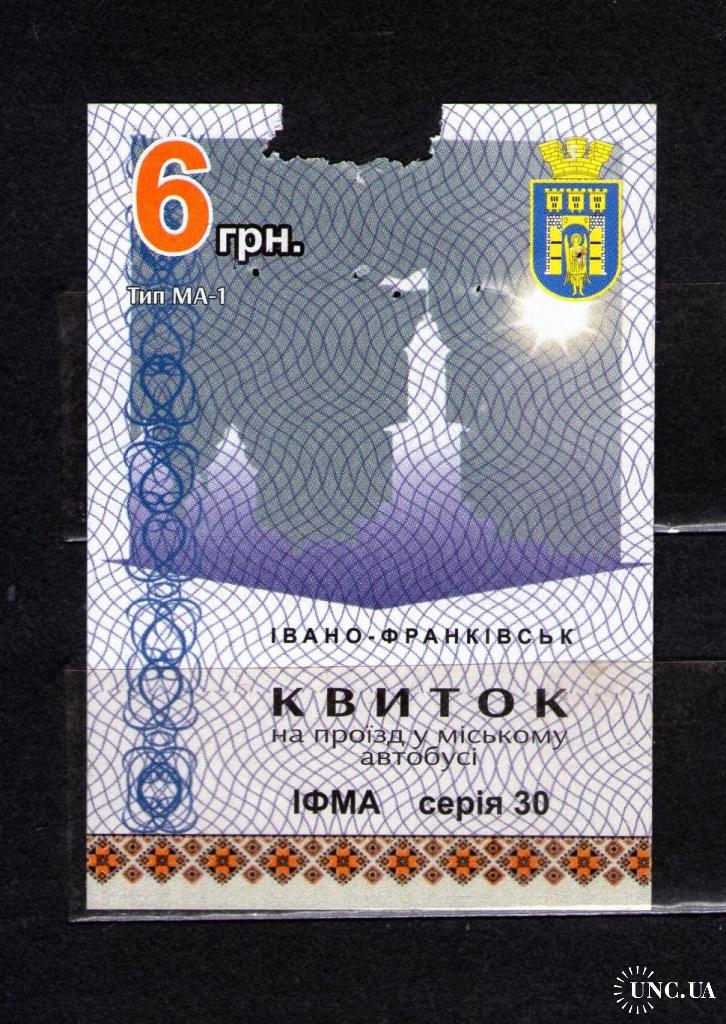 6 грн.
Тип МА-1
ІВАНО-ФРАНКІВСЬК
КВИТОК
на проїзд у міському
автобусі
ІФМА серія 30
UNC.UA